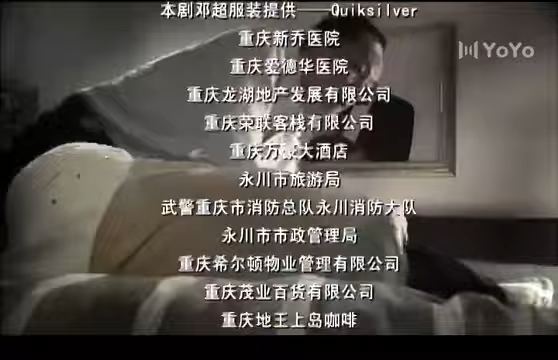 本剧邓超服装提供——Quiksilver
YoYo
重庆新乔医院
重庆爱德华医院
重庆龙湖地产发展有限公司
重庆荣联客栈有限公司
重庆万豪大酒店
永川市旅游局
武警重庆市消防总队永川消防大队
永川市市政管理局
重庆希尔顿物业管理有限公司
重庆茂业百货有限公司
重庆地王上岛咖啡